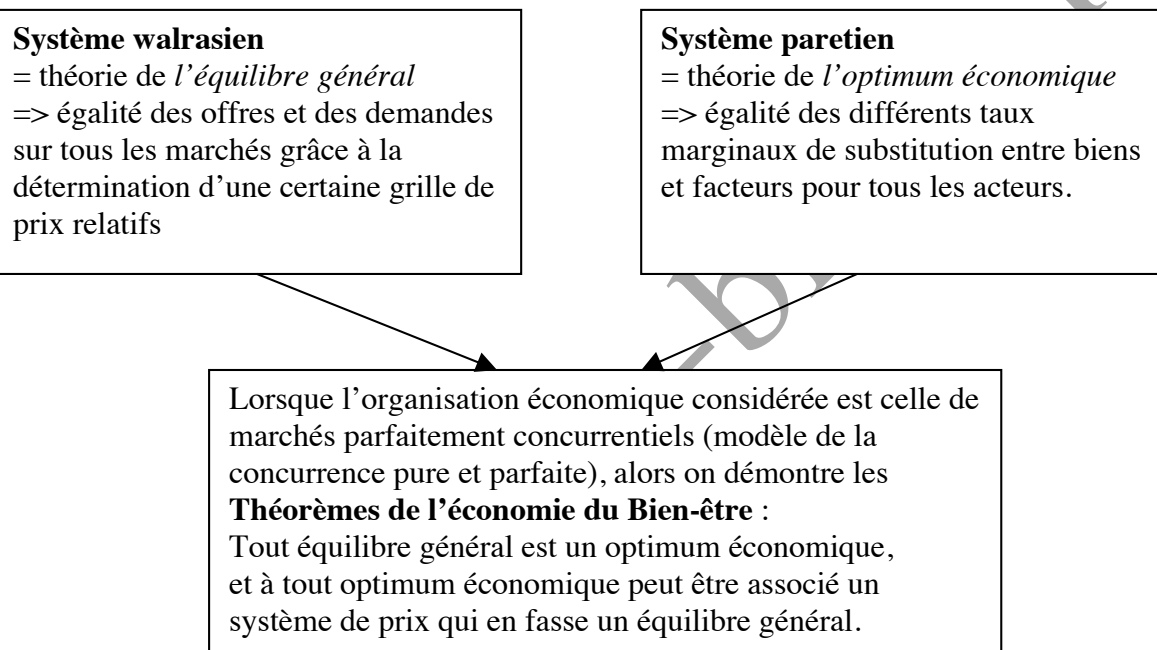 Système walrasien
= théorie de l’équilibre général
=> égalité des offres et des demandes
sur tous les marchés grâce à la
détermination d’une certaine grille de
prix relatifs
Système paretien
= théorie de l’optimum économique
=> égalité des différents taux
marginaux de substitution entre biens
et facteurs pour tous les acteurs.
Lorsque l’organisation économique considérée est celle de
marchés parfaitement concurrentiels (modèle de la
concurrence pure et parfaite), alors on démontre les
Théorèmes de l’économie du Bien-être :
Tout équilibre général est un optimum économique,
et à tout optimum économique peut être associé un
système de prix qui en fasse un équilibre général.